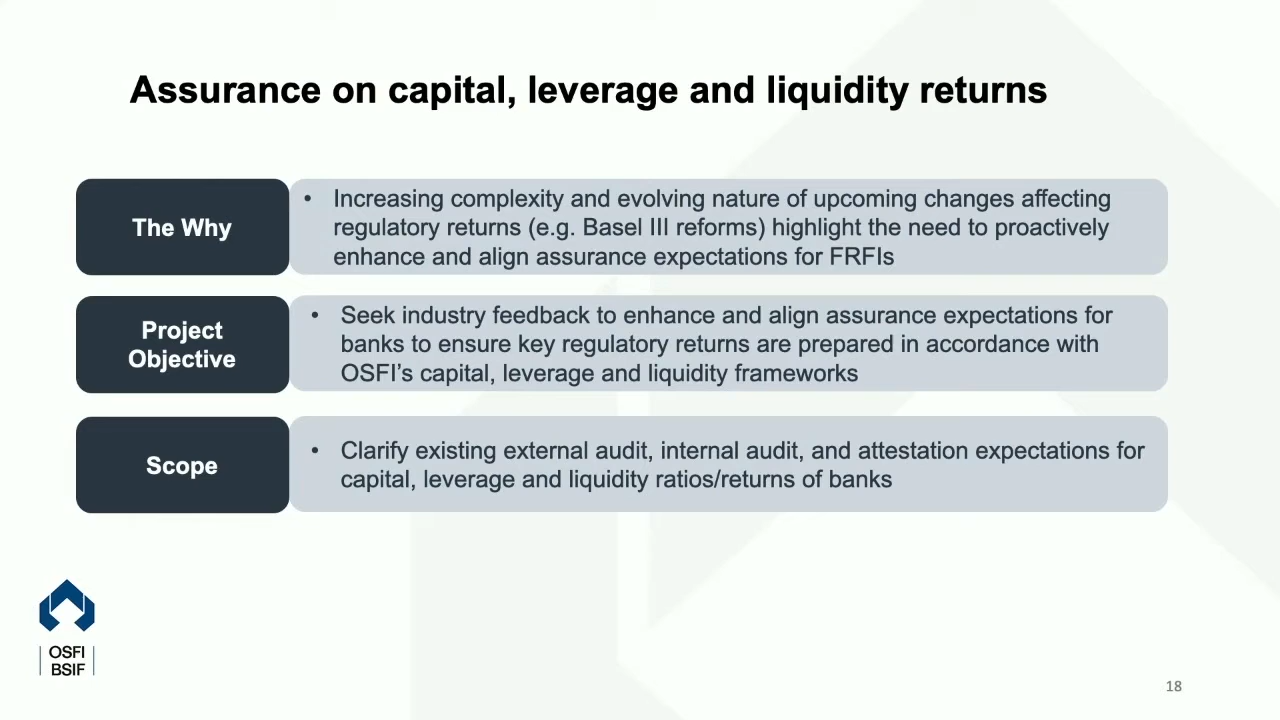 Assurance on capital, leverage and liquidity returns
The Why
• Increasing complexity and evolving nature of upcoming changes affecting
regulatory returns (e.g. Basel III reforms) highlight the need to proactively
enhance and align assurance expectations for FRFIs
Project
Objective
• Seek industry feedback to enhance and align assurance expectations for
banks to ensure key regulatory returns are prepared in accordance with
OSFI’s capital, leverage and liquidity frameworks
Scope
• Clarify existing external audit, internal audit, and attestation expectations for
capital, leverage and liquidity ratios/returns of banks
OSFI
BSIF
18